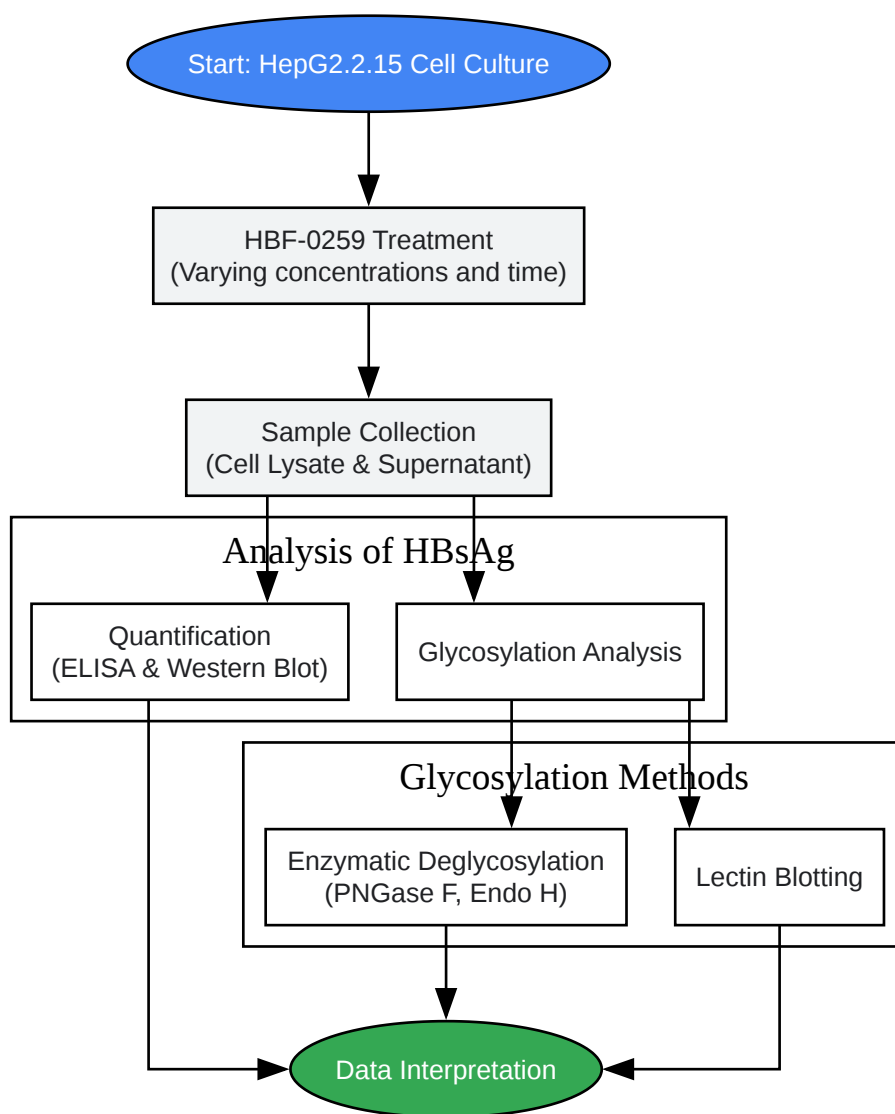 Start: HepG2.2.15 Cell Culture
HBF-0259 Treatment
(Varying concentrations and time)
Sample Collection
(Cell Lysate & Supernatant)
Analysis of HBsAg
Quantification
(ELISA & Western Blot)
Glycosylation Analysis
Glycosylation Methods
Enzymatic Deglycosylation
(PNGase F, Endo H)
Lectin Blotting
Data Interpretation